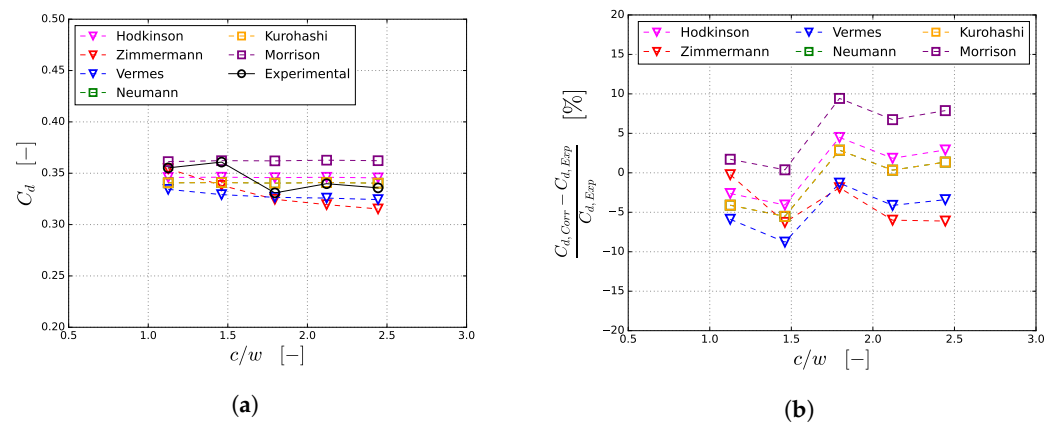 0.50
0.45
0.40
0.35
0.30
0.25
0.20
0.5 1.0 1.5 2.0 2.5 3.0
C_d [−]
c/w [−]
Hodkinson
Zimmermann
Vermes
Neumann
Kurohashi
Morrison
Experimental
(a)
20
15
10
5
0
−5
−10
−15
−20
0.5 1.0 1.5 2.0 2.5 3.0
C_{d,Corr} − C_{d,Exp}
C_{d,Exp}
[%]
c/w [−]
Hodkinson
Zimmermann
Vermes
Neumann
Kurohashi
Morrison
(b)